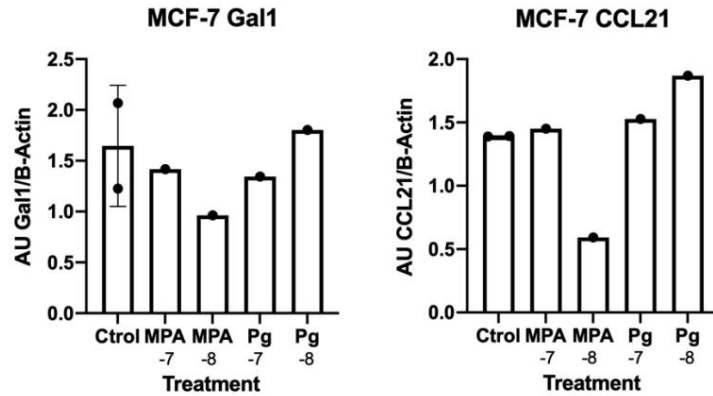 MCF-7 Gal1
AU Gal1/B-Actin
2.5
2.0
1.5
1.0
0.5
0.0
Ctrol MPA MPA Pg Pg
-7 -8 -7 -8
Treatment
MCF-7 CCL21
AU CCL21/B-Actin
2.0
1.5
1.0
0.5
0.0
Ctrol MPA MPA Pg Pg
-7 -8 -7 -8
Treatment